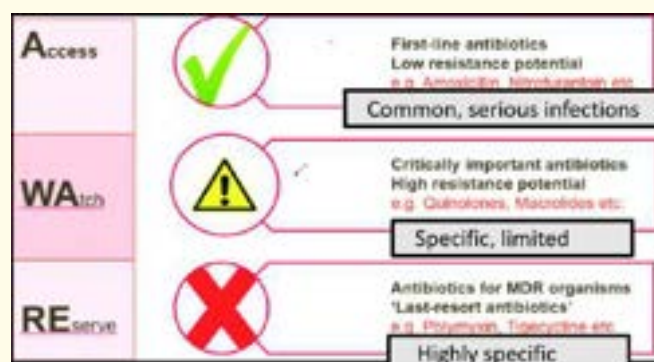 Access
First-line antibiotics
Low resistance potential
e.g. Amoxicillin, Nitrofurantoin etc
Common, serious infections
WAtch
Critically important antibiotics
High resistance potential
e.g. Quinolones, Macrolides etc
Specific, limited
REserve
Antibiotics for MDR organisms
'Last-resort antibiotics'
e.g. Polymyxin, Tigecycline etc
Highly specific